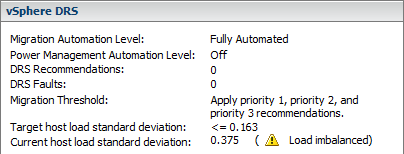 vSphere DRS
Migration Automation Level: Fully Automated
Power Management Automation Level: Off
DRS Recommendations: 0
DRS Faults: 0
Migration Threshold: Apply priority 1, priority 2, and
priority 3 recommendations.
Target host load standard deviation: <= 0.163
Current host load standard deviation: 0.375 ( Load imbalanced)